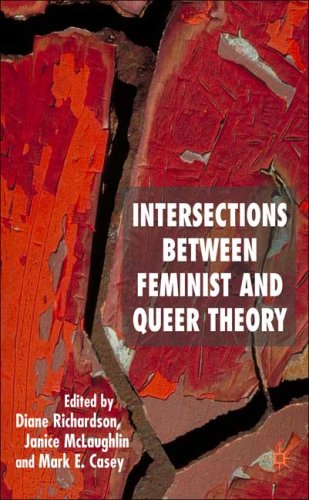 INTERSECTIONS
BETWEEN
FEMINIST AND
QUEER THEORY
Edited by
Diane Richardson,
Janice McLaughlin
and Mark E. Casey